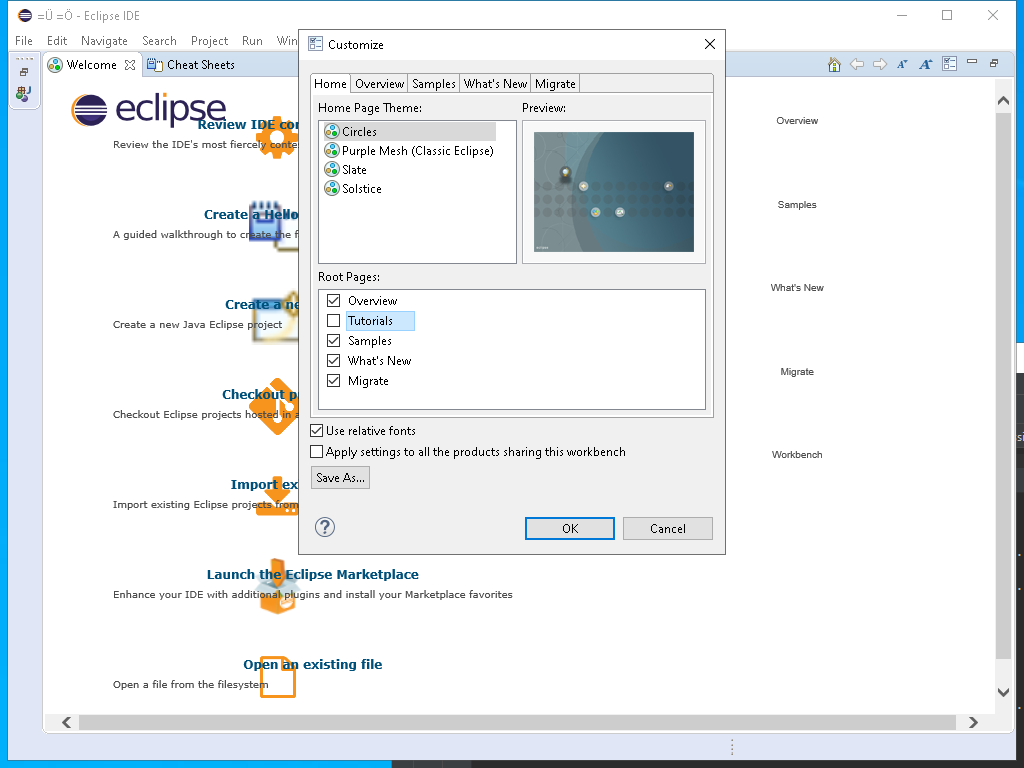 =Ü =Ö - Eclipse IDE
File Edit Navigate Search Project Run Win
Welcome Cheat Sheets
eclipse
Review IDE con
Review the IDE's most fiercely conte
Create a Hello
A guided walkthrough to create the f
Create a ne
Create a new Java Eclipse project
Checkout p
Checkout Eclipse projects hosted in a
Import ex
Import existing Eclipse projects from
Launch the Eclipse Marketplace
Enhance your IDE with additional plugins and install your Marketplace favorites
Open an existing file
Open a file from the filesystem
Customize
Home Overview Samples What's New Migrate
Home Page Theme:
Circles
Purple Mesh (Classic Eclipse)
Slate
Solstice
Preview:
Root Pages:
Overview
Tutorials
Samples
What's New
Migrate
Use relative fonts
Apply settings to all the products sharing this workbench
Save As...
OK Cancel
Overview
Samples
What's New
Migrate
Workbench